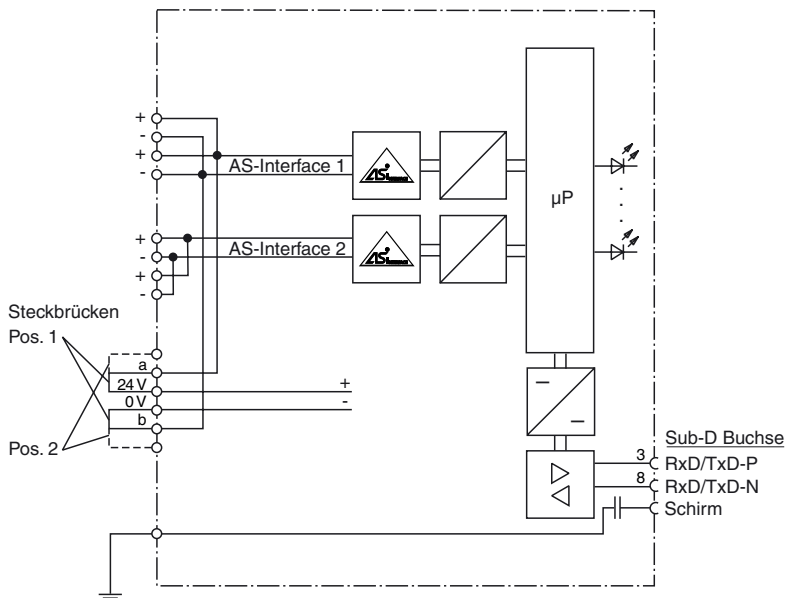 +
-
+
-
AS-Interface 1
µP
+
-
+
-
AS-Interface 2
Steckbrücken
Pos. 1
a
24 V
+
0 V
-
b
Pos. 2
Sub-D Buchse
3
RxD/TxD-P
8
RxD/TxD-N
Schirm